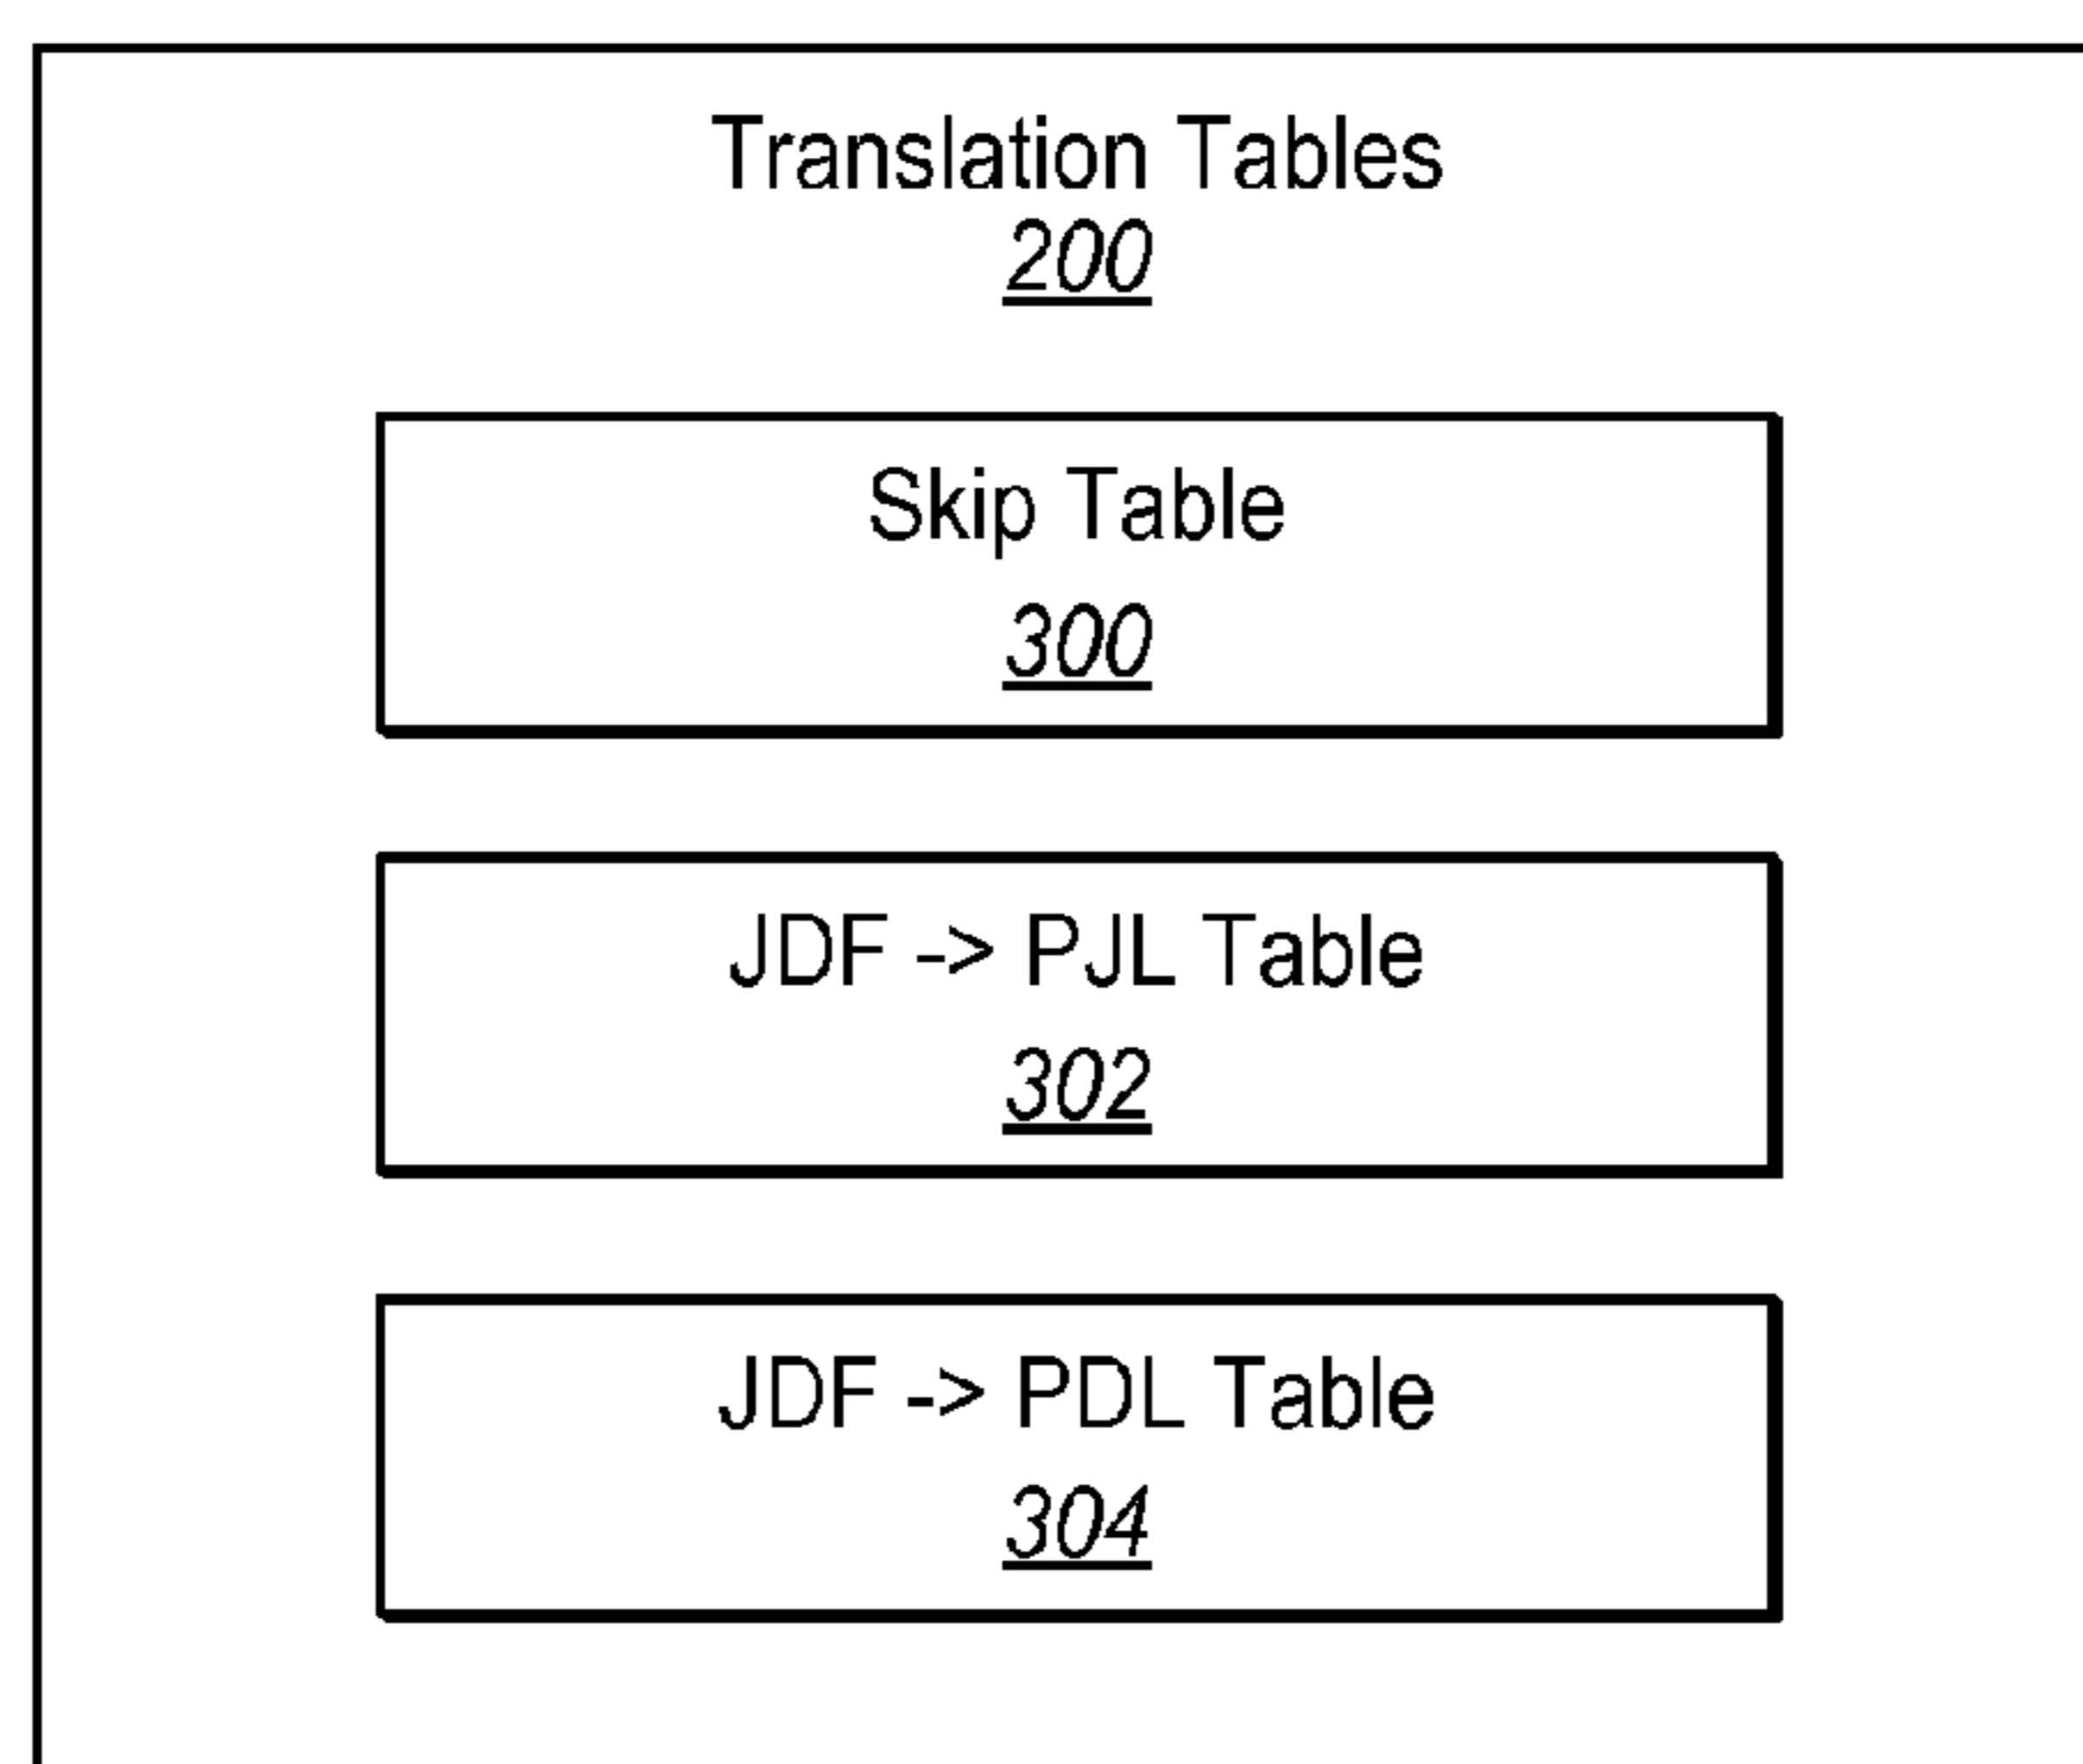 Translation Tables
200
Skip Table
300
JDF -> PJL Table
302
JDF -> PDL Table
304